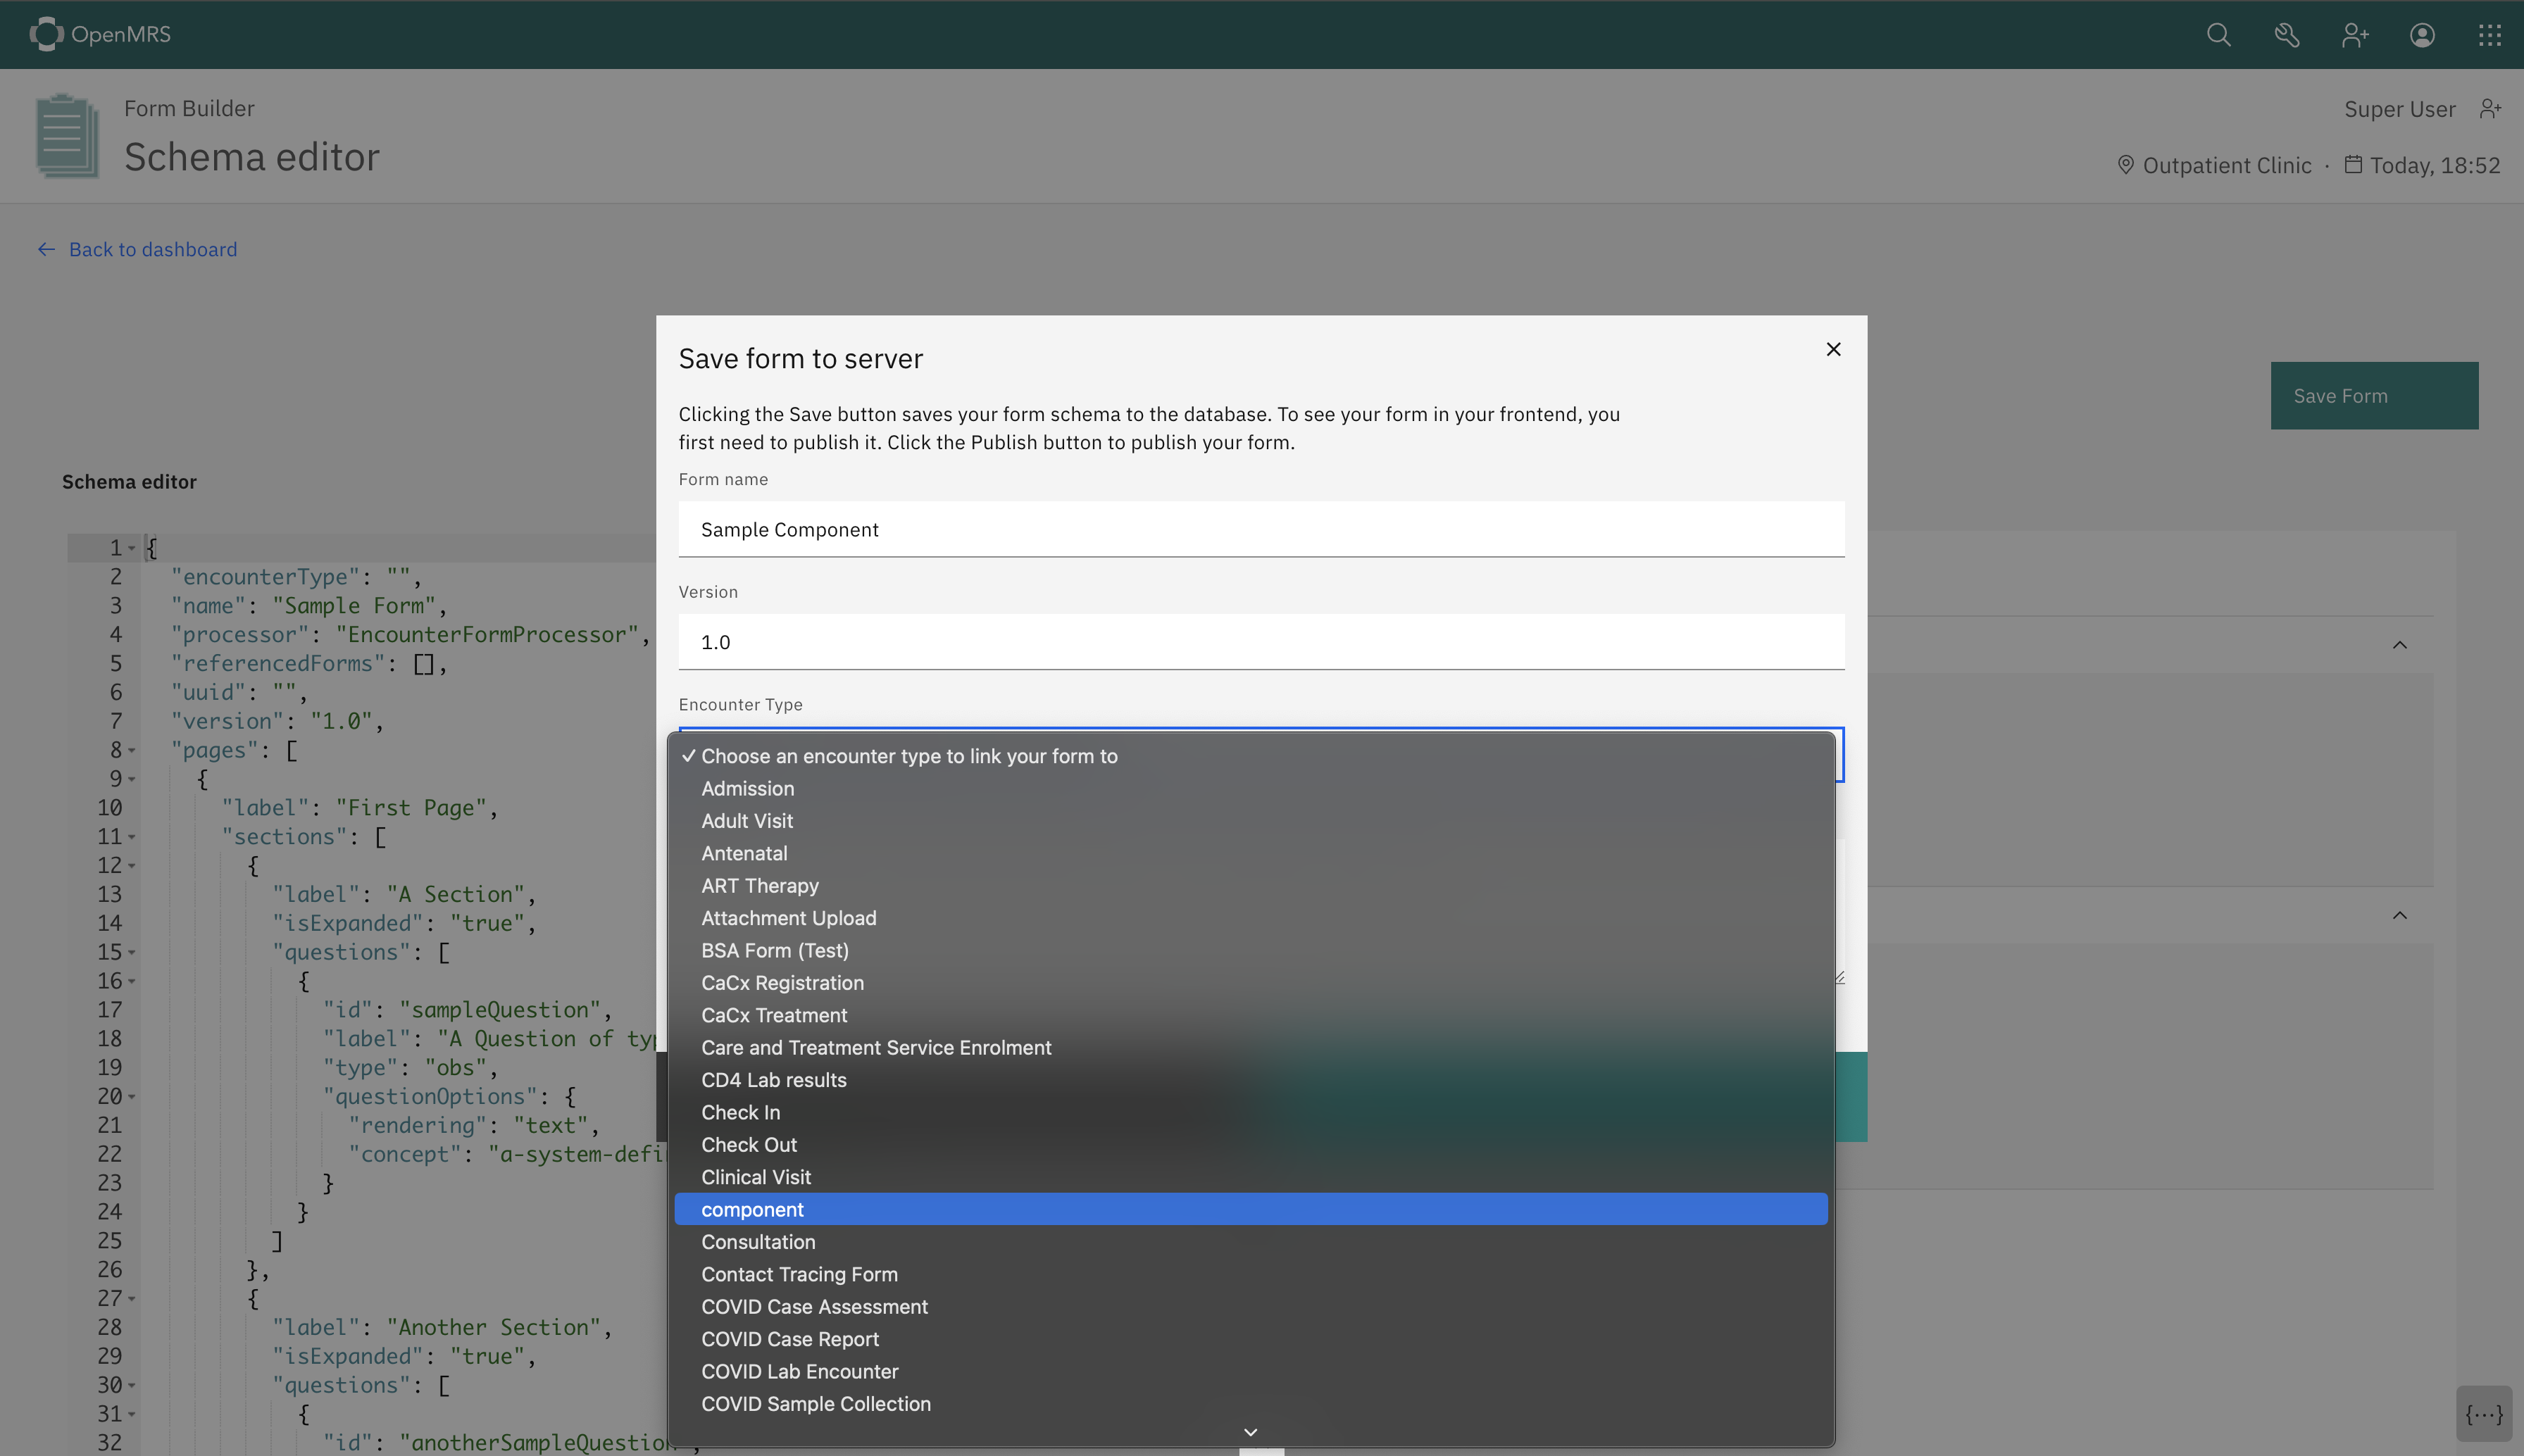 OpenMRS
Form Builder
Schema editor
Super User
Outpatient Clinic · Today, 18:52
Back to dashboard
Save Form
Schema editor
1 {
2 "encounterType": "",
3 "name": "Sample Form",
4 "processor": "EncounterFormProcessor",
5 "referencedForms": [],
6 "uuid": "",
7 "version": "1.0",
8 "pages": [
9 {
10 "label": "First Page",
11 "sections": [
12 {
13 "label": "A Section",
14 "isExpanded": "true",
15 "questions": [
16 {
17 "id": "sampleQuestion",
18 "label": "A Question of
19 "type": "obs",
20 "questionOptions": {
21 "rendering": "text",
22 "concept": "a-system-
23 }
24 }
25 ]
26 },
27 {
28 "label": "Another Section",
29 "isExpanded": "true",
30 "questions": [
31 {
32 "id": "anotherSampleQuestion",
Save form to server
Clicking the Save button saves your form schema to the database. To see your form in your frontend, you
first need to publish it. Click the Publish button to publish your form.
Form name
Sample Component
Version
1.0
Encounter Type
✓ Choose an encounter type to link your form to
Admission
Adult Visit
Antenatal
ART Therapy
Attachment Upload
BSA Form (Test)
CaCx Registration
CaCx Treatment
Care and Treatment Service Enrolment
CD4 Lab results
Check In
Check Out
Clinical Visit
component
Consultation
Contact Tracing Form
COVID Case Assessment
COVID Case Report
COVID Lab Encounter
COVID Sample Collection
{···}